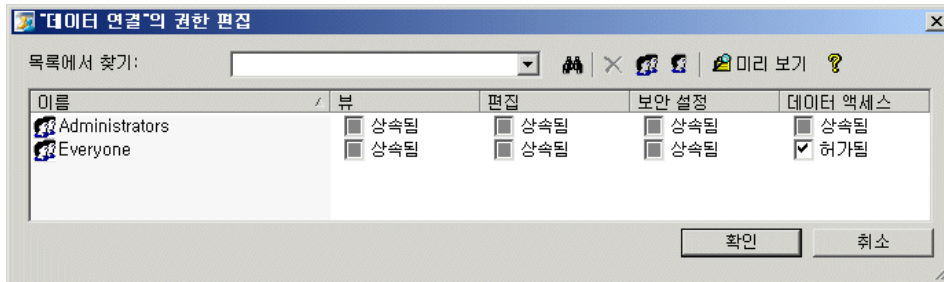 "데이터 연결"의 권한 편집
목록에서 찾기: 미리 보기
이름 뷰 편집 보안 설정 데이터 액세스
Administrators 상속됨 상속됨 상속됨 상속됨
Everyone 상속됨 상속됨 상속됨 허가됨
확인 취소